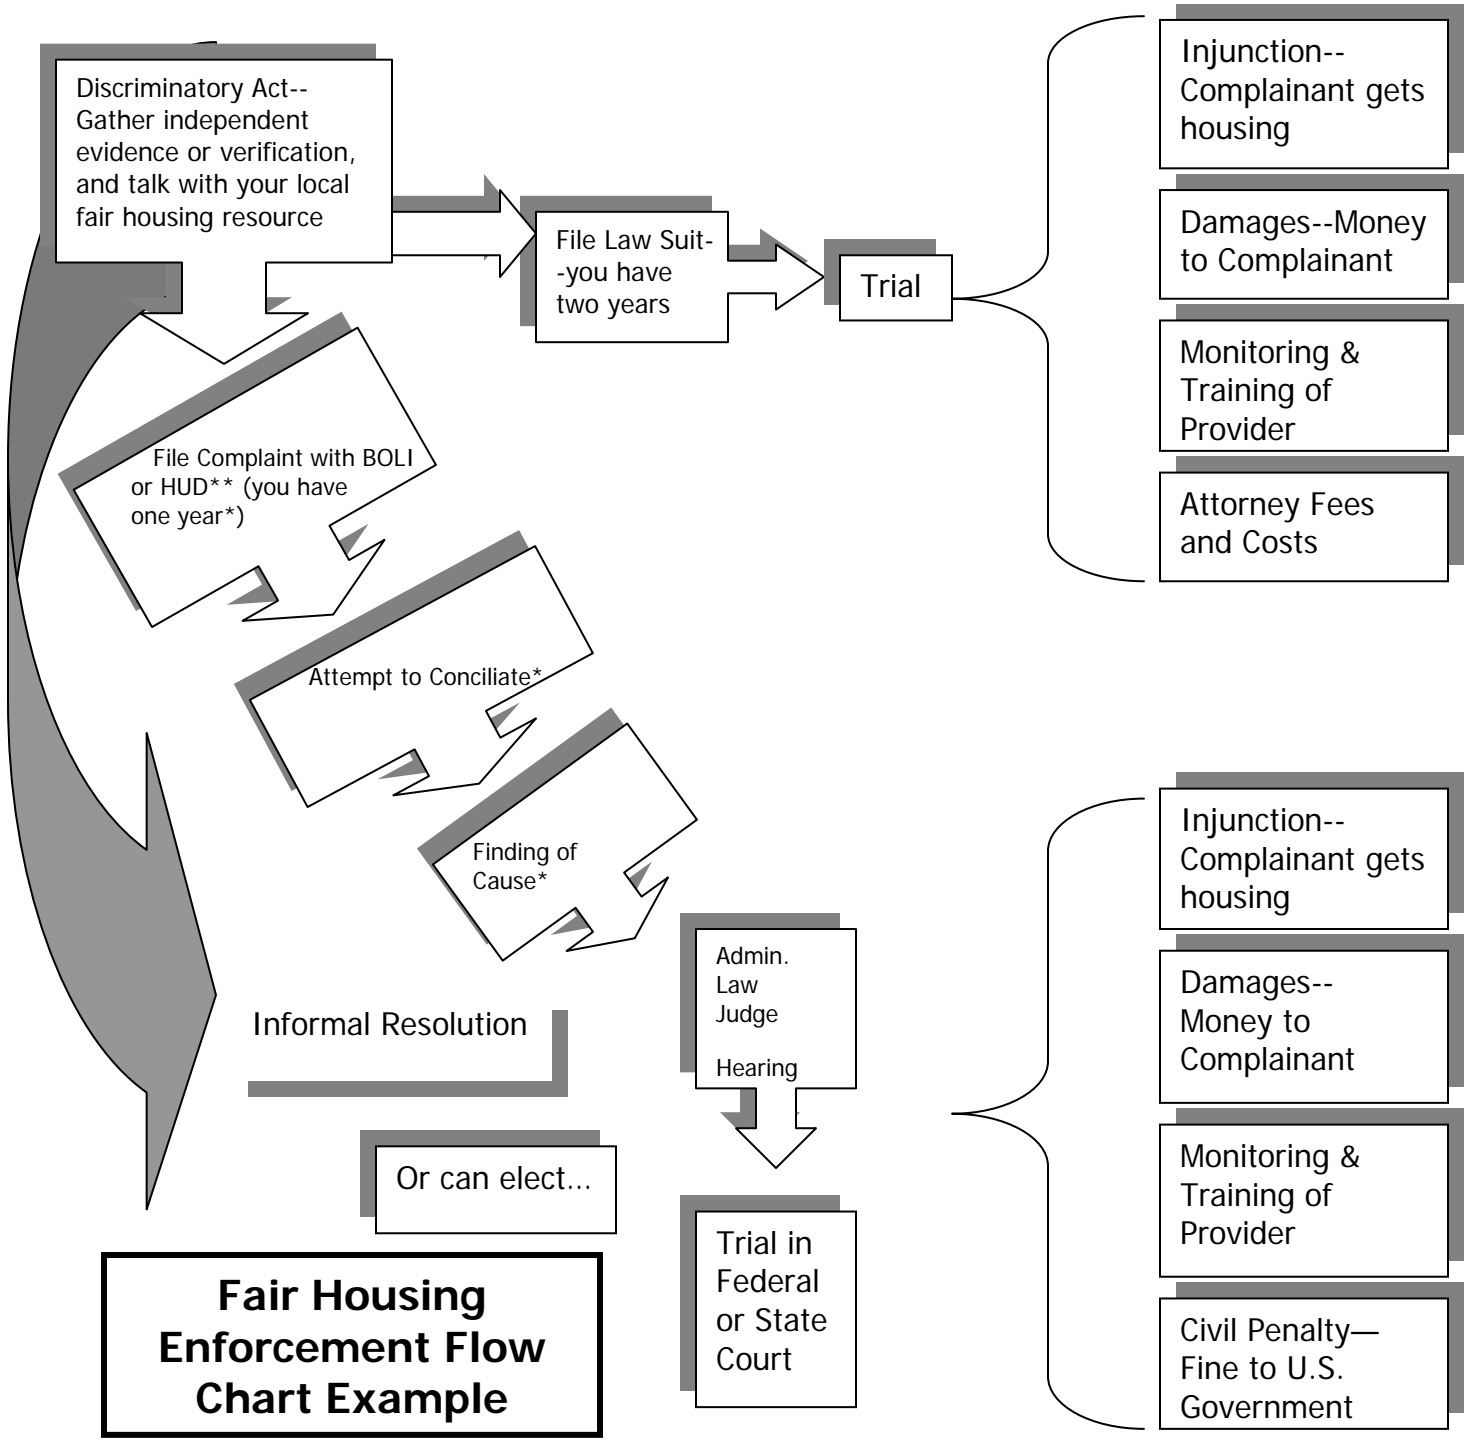 Discriminatory Act--
Gather independent
evidence or verification,
and talk with your local
fair housing resource
File Law Suit-
-you have
two years
Trial
Injunction--
Complainant gets
housing
Damages--Money
to Complainant
Monitoring &
Training of
Provider
Attorney Fees
and Costs
File Complaint with BOLI
or HUD** (you have
one year*)
Attempt to Conciliate*
Finding of
Cause*
Admin.
Law
Judge
Hearing
Informal Resolution
Or can elect...
Trial in
Federal
or State
Court
Injunction--
Complainant gets
housing
Damages--
Money to
Complainant
Monitoring &
Training of
Provider
Civil Penalty—
Fine to U.S.
Government
Fair Housing
Enforcement Flow
Chart Example